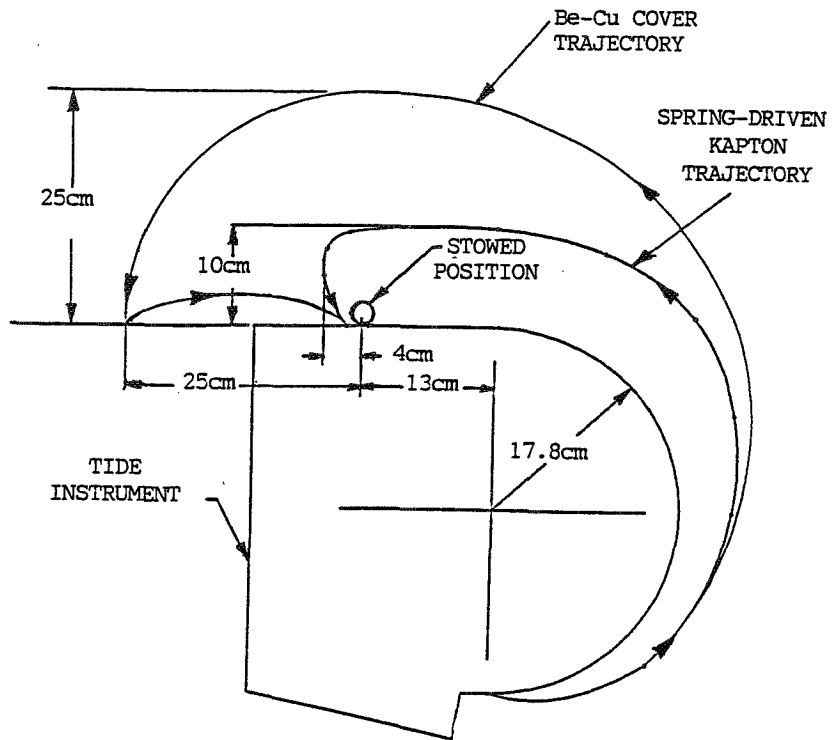 Be-Cu COVER
TRAJECTORY
SPRING-DRIVEN
KAPTON
TRAJECTORY
25cm
10cm
STOWED
POSITION
4cm
25cm
13cm
17.8cm
TIDE
INSTRUMENT